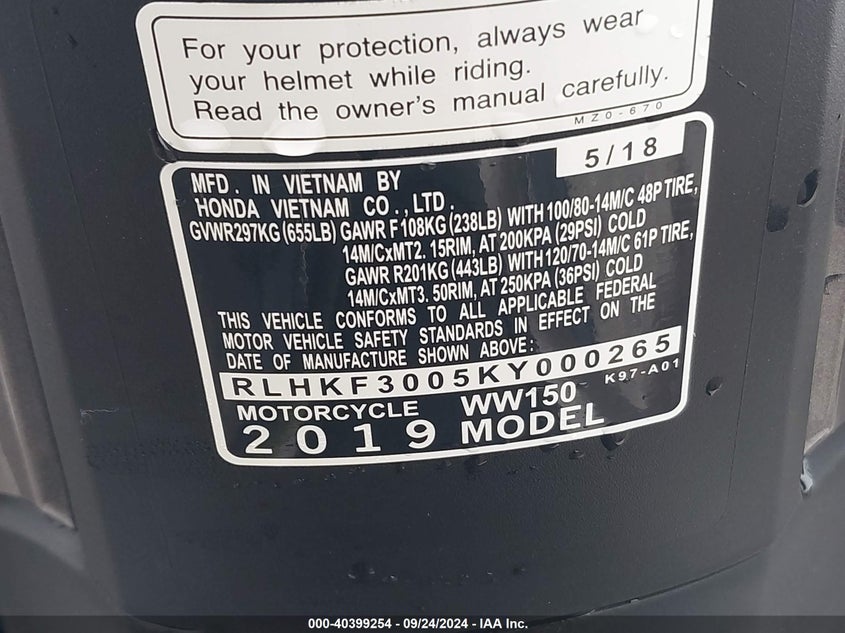 For your protection, always wear
your helmet while riding.
Read the owner's manual carefully.
MZ0-670
5/18
MFD. IN VIETNAM BY
HONDA VIETNAM CO., LTD.
GVWR297KG (655LB) GAWR F 108KG (238LB) WITH 100/80-14M/C 48P TIRE,
14M/CxMT2. 15RIM, AT 200KPA (29PSI) COLD
GAWR R201KG (443LB) WITH 120/70-14M/C 61P TIRE,
14M/CxMT3. 50RIM, AT 250KPA (36PSI) COLD
THIS VEHICLE CONFORMS TO ALL APPLICABLE FEDERAL
MOTOR VEHICLE SAFETY STANDARDS IN EFFECT ON THE
DATE OF MANUFACTURE SHOWN ABOVE:
RLHKF3005KY000265
K97-A01
MOTORCYCLE WW150
2019 MODEL
000-40399254 - 09/24/2024 - IAA Inc.